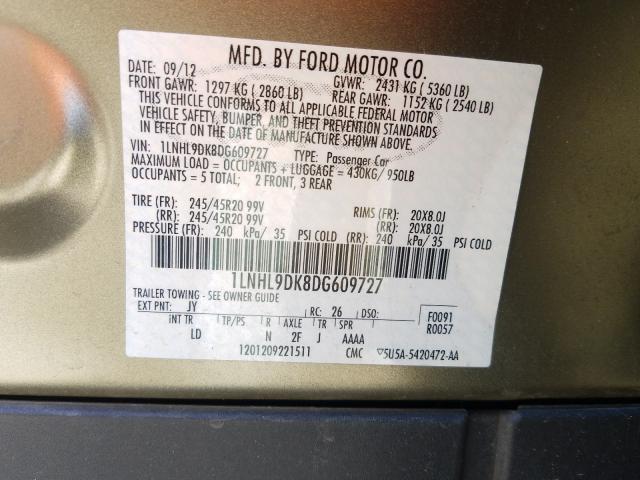 MFD. BY FORD MOTOR CO.
DATE: 09/12 GVWR: 2431 KG ( 5360 LB)
FRONT GAWR: 1297 KG ( 2860 LB) REAR GAWR: 1152 KG ( 2540 LB)
THIS VEHICLE CONFORMS TO ALL APPLICABLE FEDERAL MOTOR
VEHICLE SAFETY, BUMPER, AND THEFT PREVENTION STANDARDS
IN EFFECT ON THE DATE OF MANUFACTURE SHOWN ABOVE.
VIN: 1LNHL9DK8DG609727 TYPE: Passenger Car
MAXIMUM LOAD = OCCUPANTS + LUGGAGE = 430KG/ 950LB
OCCUPANTS = 5 TOTAL; 2 FRONT, 3 REAR
TIRE (FR): 245/45R20 99V RIMS (FR): 20X8.0J
(RR): 245/45R20 99V (RR): 20X8.0J
PRESSURE (FR): 240 kPa/ 35 PSI COLD (RR): 240 kPa/ 35 PSI COLD
1LNHL9DK8DG609727
TRAILER TOWING - SEE OWNER GUIDE
EXT PNT: JY RC: 26 DSO: F0091
R0057
INT TR TP/PS R AXLE TR SPR
LD N 2F J AAAA
1201209221511 CMC ▽5U5A-5420472-AA